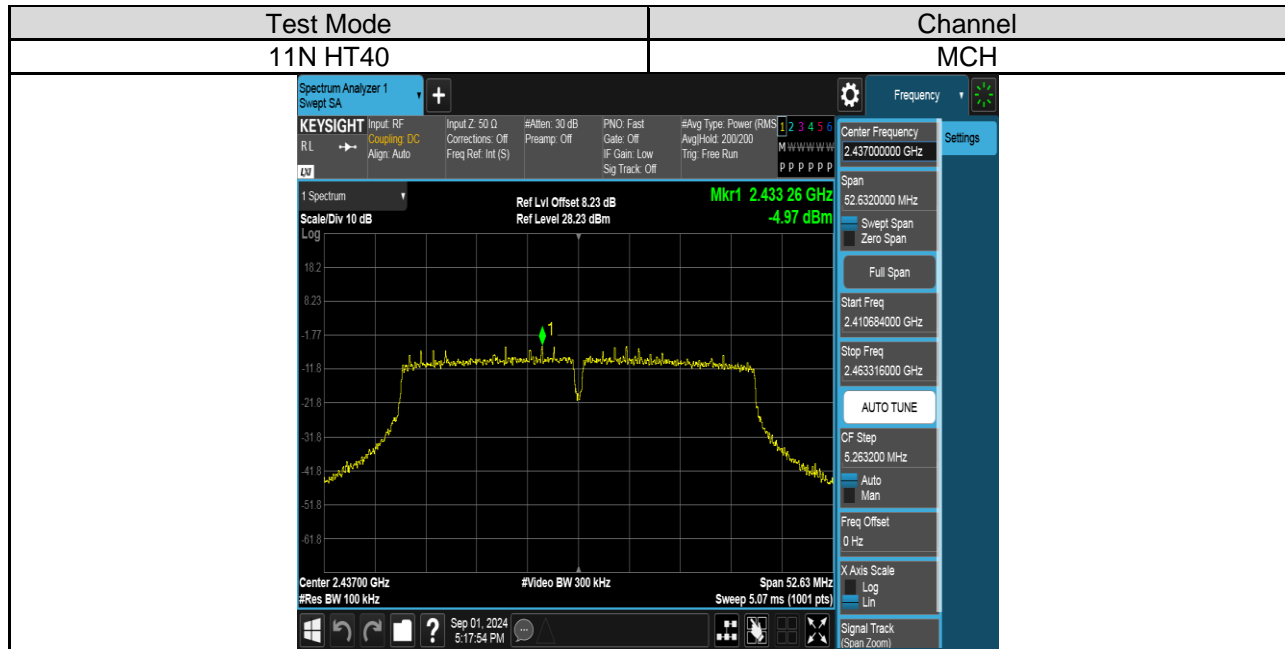 Test Mode Channel
11N HT40 MCH
Spectrum Analyzer 1
Swept SA
+
Frequency
KEYSIGHT
RL
LXI
Input: RF
Coupling: DC
Align: Auto
Input Z: 50 Ω
Corrections: Off
Freq Ref: Int (S)
#Atten: 30 dB
Preamp: Off
PNO: Fast
Gate: Off
IF Gain: Low
Sig Track: Off
#Avg Type: Power (RMS
Avg|Hold: 200/200
Trig: Free Run
1 2 3 4 5 6
M W W W W W
P P P P P P
1 Spectrum
Scale/Div 10 dB
Log
Ref Lvl Offset 8.23 dB
Ref Level 28.23 dBm
Mkr1 2.433 26 GHz
-4.97 dBm
18.2
8.23
-1.77
-11.8
-21.8
-31.8
-41.8
-51.8
-61.8
1
Center 2.43700 GHz
#Res BW 100 kHz
#Video BW 300 kHz
Span 52.63 MHz
Sweep 5.07 ms (1001 pts)
Center Frequency
2.437000000 GHz
Settings
Span
52.6320000 MHz
Swept Span
Zero Span
Full Span
Start Freq
2.410684000 GHz
Stop Freq
2.463316000 GHz
AUTO TUNE
CF Step
5.263200 MHz
Auto
Man
Freq Offset
0 Hz
X Axis Scale
Log
Lin
Signal Track
(Span Zoom)
?
Sep 01, 2024
5:17:54 PM